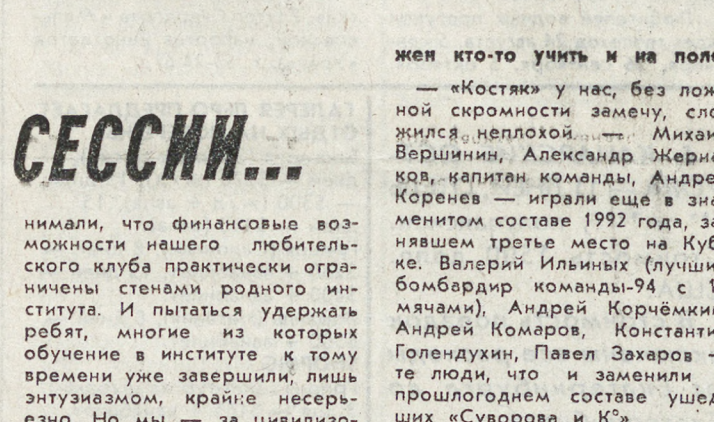 СЕССИИ...
нимали, что финансовые воз-
можности нашего любитель-
ского клуба практически огра-
ничены стенами родного ин-
ститута. И пытаться удержать
ребят, многие из которых
обучение в институте к тому
времени уже завершили, лишь
энтузиазмом, крайне несерь-
езно. Но мы — за цивилизо-
жен кто-то учить и на поле
— «Костяк» у нас, без лож
ной скромности замечу, сло
жился неплохой — Михаи
Вершинин, Александр Жериа
ков, капитан команды, Андре
Коренев — играли еще в зна
менитом составе 1992 года, за
нявшем третье место на Куб
ке. Валерий Ильиных (лучши
бомбардир команды-94 с 1
мячами), Андрей Корчёмки
Андрей Комаров, Константи
Голендухин, Павел Захаров —
те люди, что и заменили
прошлогоднем составе ушед
ших «Суворова и К°»